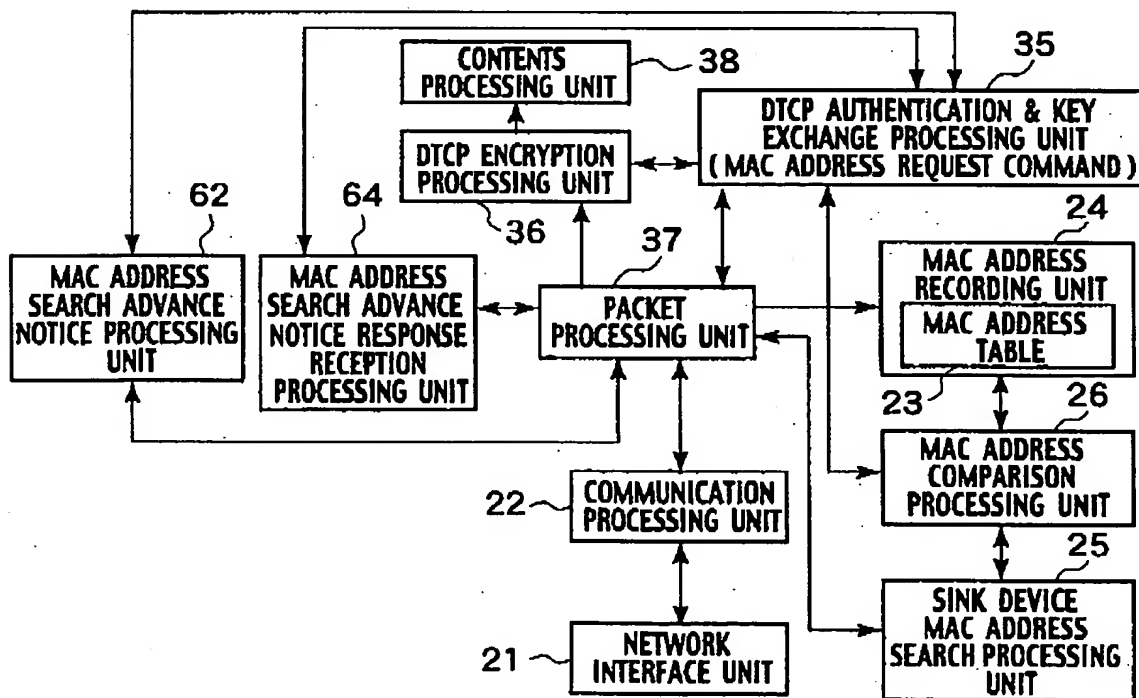 CONTENTS
PROCESSING UNIT
38
35
DTCP AUTHENTICATION & KEY
EXCHANGE PROCESSING UNIT
( MAC ADDRESS REQUEST COMMAND )
DTCP ENCRYPTION
PROCESSING UNIT
36
62
MAC ADDRESS
SEARCH ADVANCE
NOTICE PROCESSING
UNIT
64
MAC ADDRESS
SEARCH ADVANCE
NOTICE RESPONSE
RECEPTION
PROCESSING UNIT
37
PACKET
PROCESSING UNIT
24
MAC ADDRESS
RECORDING UNIT
MAC ADDRESS
TABLE
23
26
MAC ADDRESS
COMPARISON
PROCESSING UNIT
22
COMMUNICATION
PROCESSING UNIT
25
SINK DEVICE
MAC ADDRESS
SEARCH PROCESSING
UNIT
21
NETWORK
INTERFACE UNIT